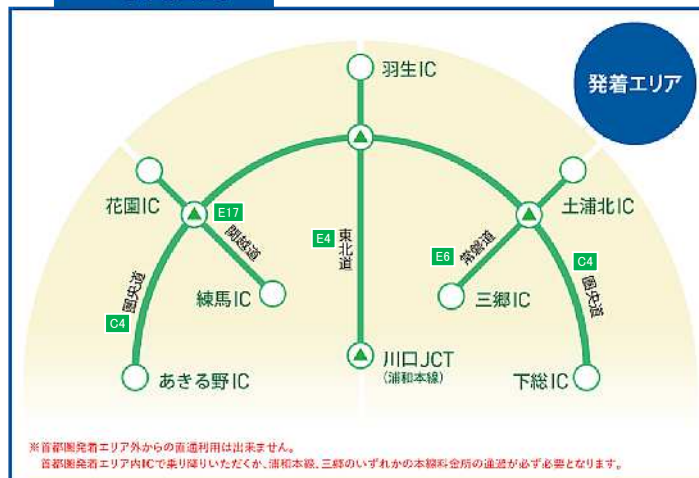 羽生IC
発着エリア
花園IC
土浦北IC
E17
関越道
E4
東北道
E6
常磐道
C4
圏央道
C4
圏央道
練馬IC
三郷IC
川口JCT
(浦和本線)
あきる野IC
下総IC
※首都圏発着エリア外からの直通利用は出来ません。
首都圏発着エリア内ICで乗り降りいただくか、浦和本線、三郷のいずれかの本線料金所の通過が必ず必要となります。